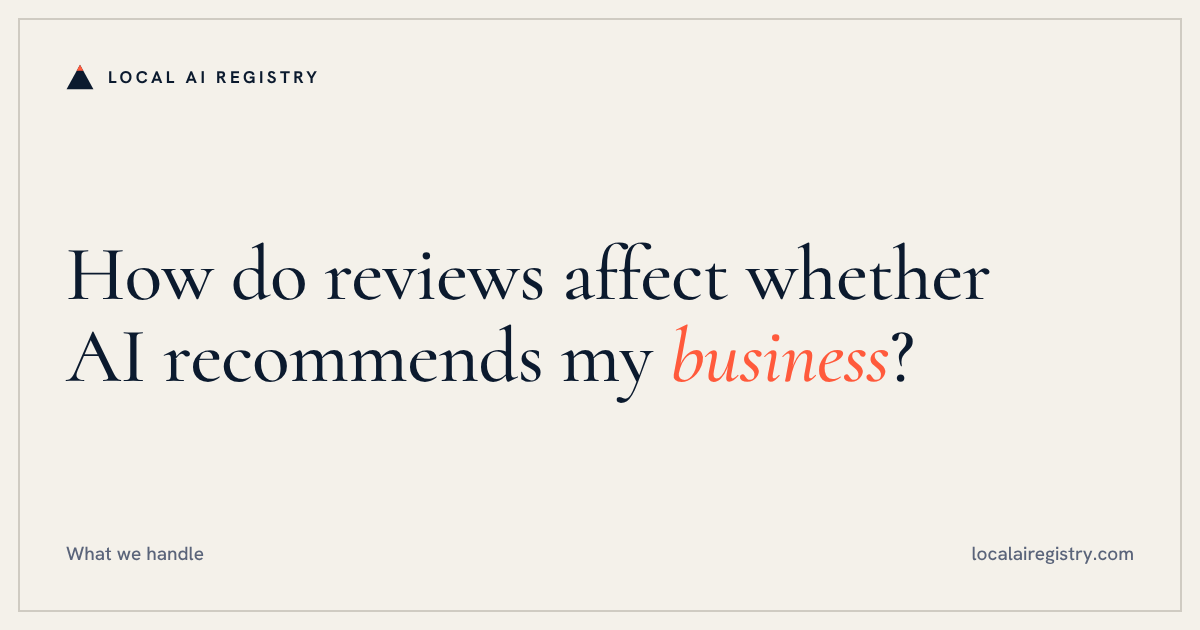 LOCAL AI REGISTRY
How do reviews affect whether
AI recommends my business?
What we handle
localairegistry.com